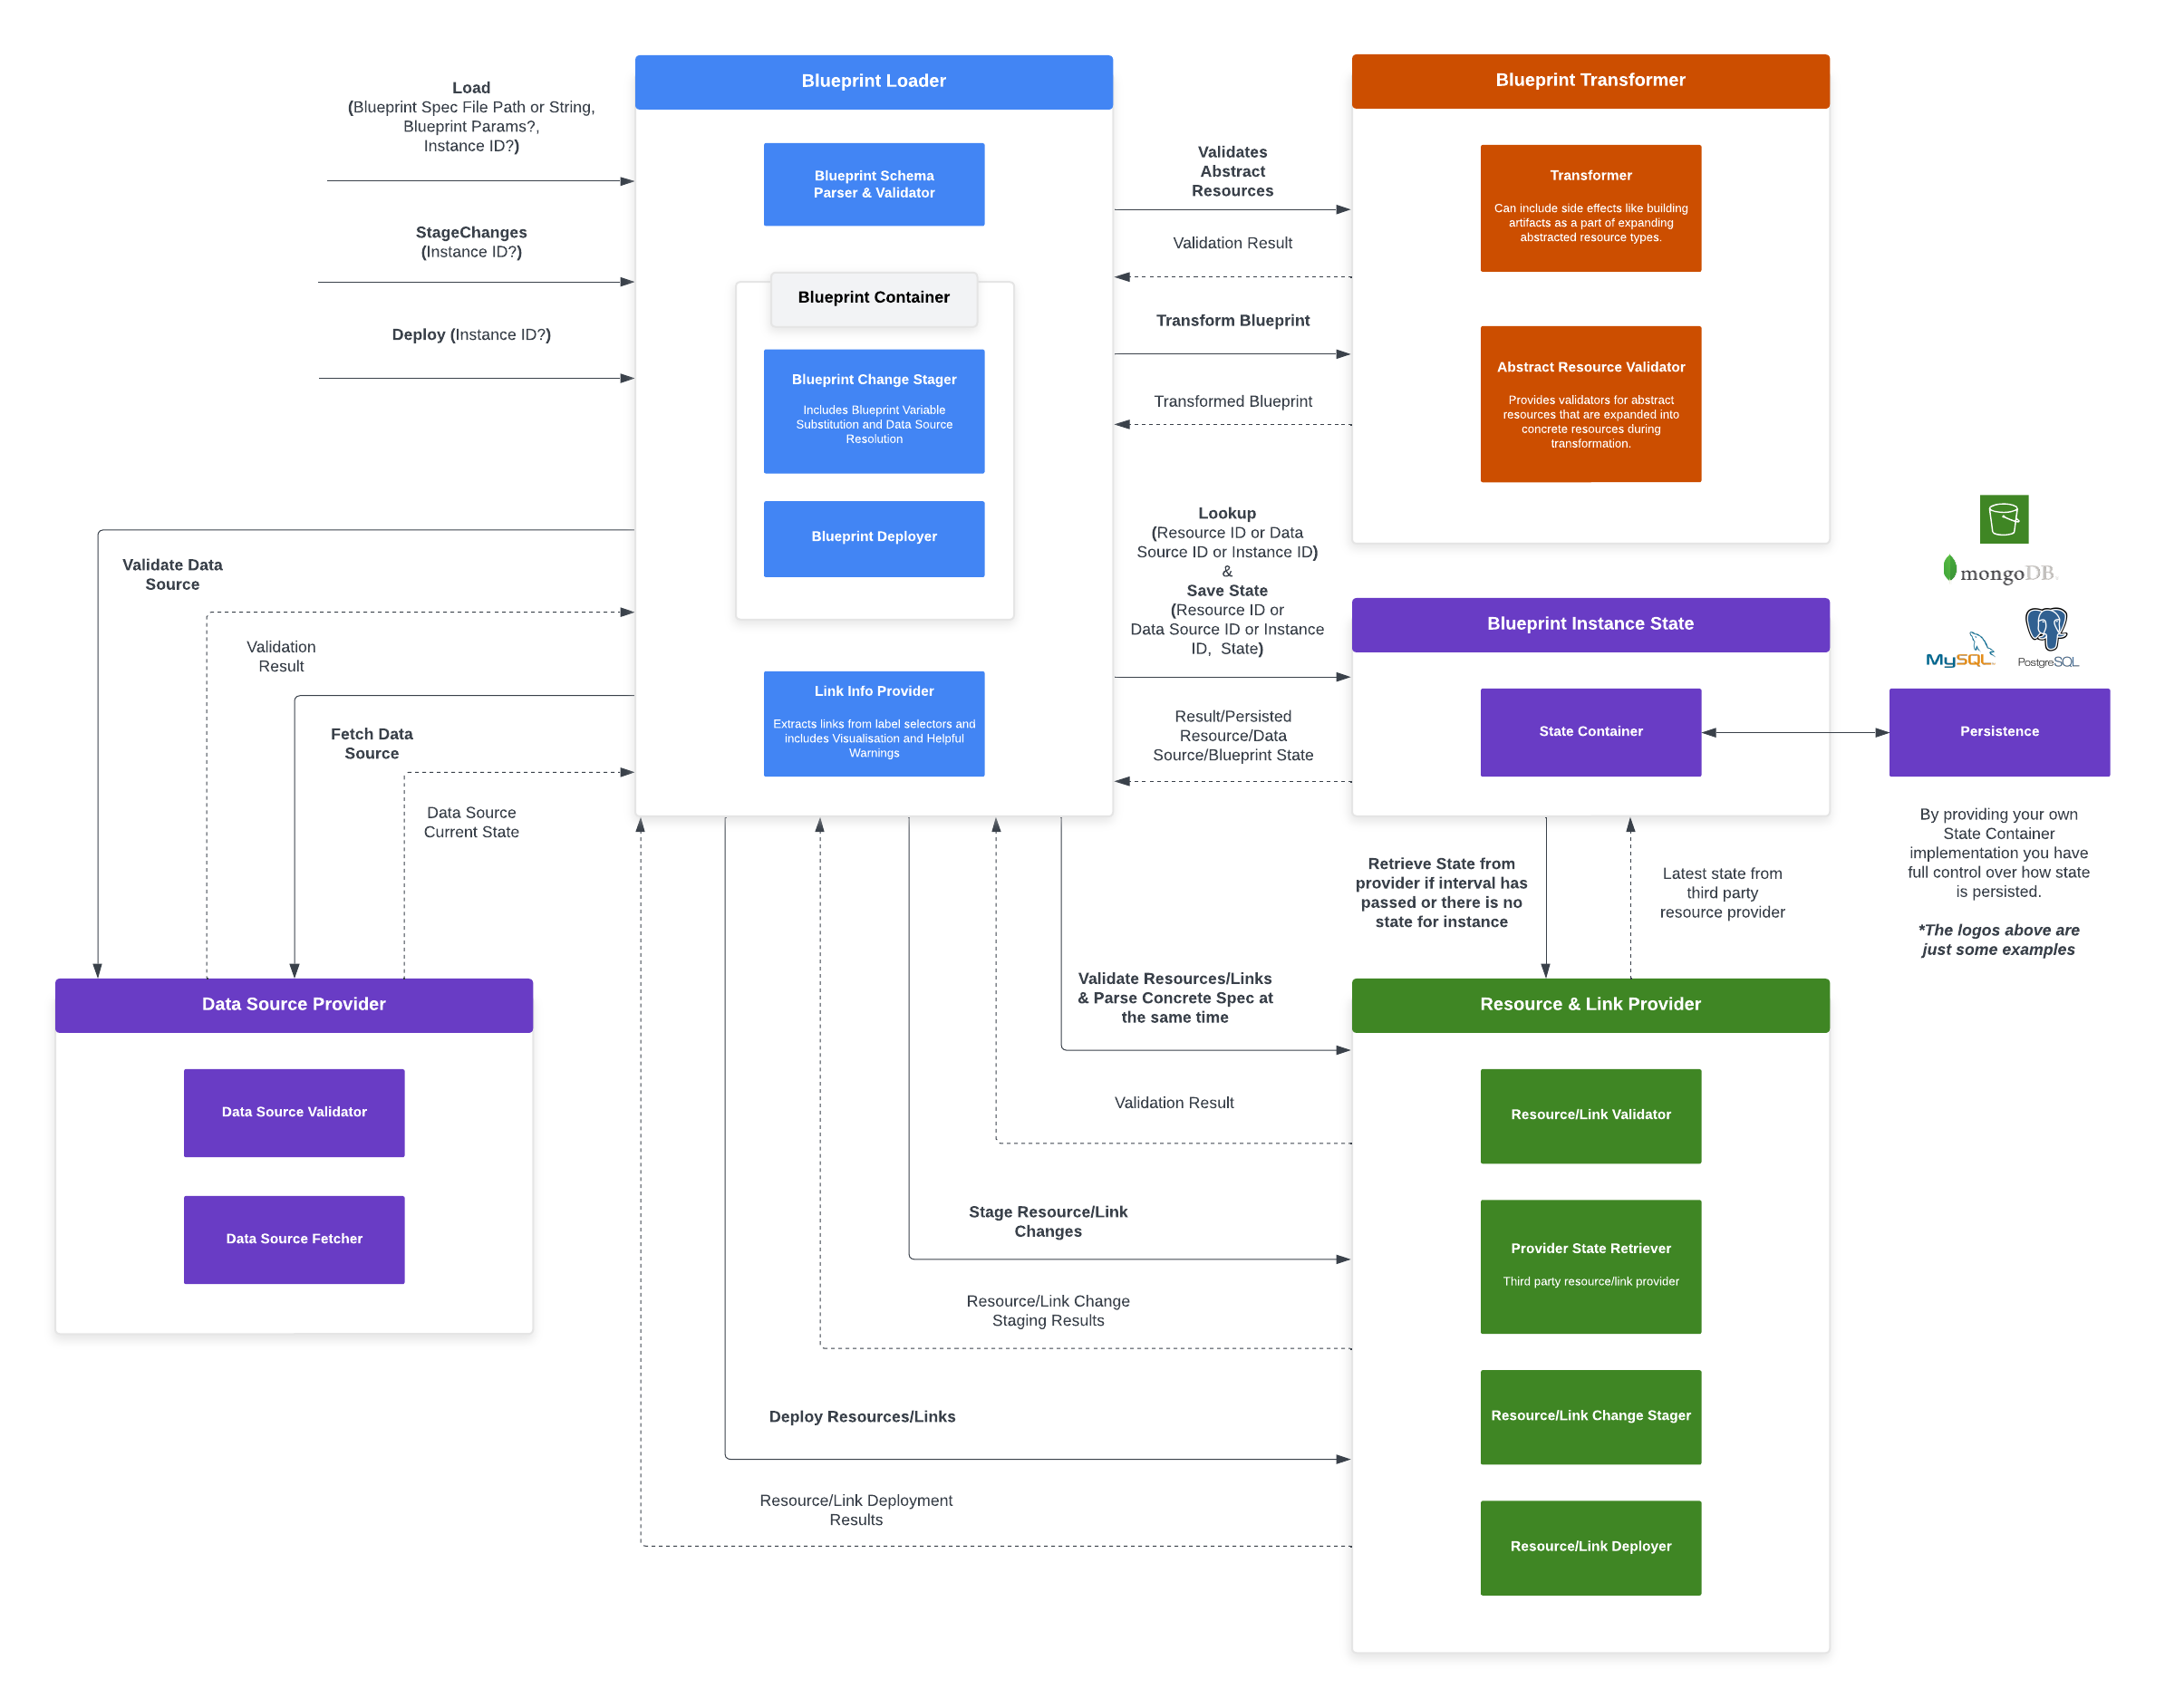 Load
(Blueprint Spec File Path or String,
Blueprint Params?,
Instance ID?)
StageChanges
(Instance ID?)
Deploy (Instance ID?)
Blueprint Loader
Blueprint Schema
Parser & Validator
Blueprint Container
Blueprint Change Stager
Includes Blueprint Variable
Substitution and Data Source
Resolution
Blueprint Deployer
Link Info Provider
Extracts links from label selectors and
includes Visualisation and Helpful
Warnings
Validates
Abstract
Resources
Validation Result
Transform Blueprint
Transformed Blueprint
Blueprint Transformer
Transformer
Can include side effects like building
artifacts as a part of expanding
abstracted resource types.
Abstract Resource Validator
Provides validators for abstract
resources that are expanded into
concrete resources during
transformation.
Lookup
(Resource ID or Data
Source ID or Instance ID)
&
Save State
(Resource ID or
Data Source ID or Instance
ID, State)
Result/Persisted
Resource/Data
Source/Blueprint State
Blueprint Instance State
State Container
mongoDB
MySQL
PostgreSQL
Persistence
By providing your own
State Container
implementation you have
full control over how state
is persisted.
*The logos above are
just some examples
Validate Data
Source
Validation
Result
Fetch Data
Source
Data Source
Current State
Data Source Provider
Data Source Validator
Data Source Fetcher
Retrieve State from
provider if interval has
passed or there is no
state for instance
Latest state from
third party
resource provider
Validate Resources/Links
& Parse Concrete Spec at
the same time
Validation Result
Stage Resource/Link
Changes
Resource/Link Change
Staging Results
Deploy Resources/Links
Resource/Link Deployment
Results
Resource & Link Provider
Resource/Link Validator
Provider State Retriever
Third party resource/link provider
Resource/Link Change Stager
Resource/Link Deployer